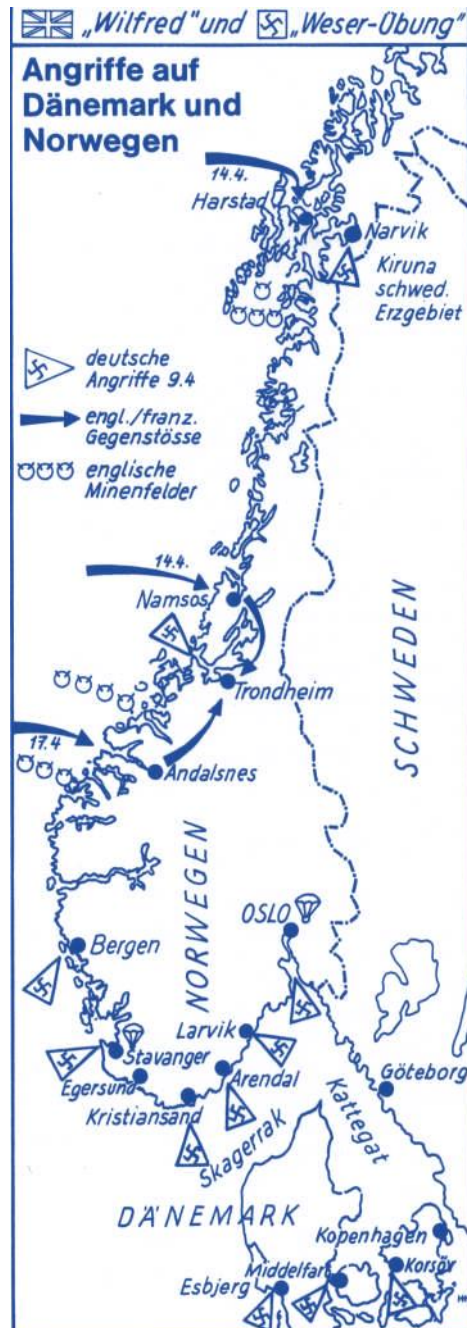 „Wilfred" und „Weser-Übung"
Angriffe auf
Dänemark und
Norwegen
14.4.
Harstad
Narvik
Kiruna
schwed.
Erzgebiet
deutsche
Angriffe 9.4
engl./franz.
Gegenstösse
englische
Minenfelder
14.4.
Namsos
Trondheim
SCHWEDEN
17.4
Andalsnes
NORWEGEN
OSLO
Bergen
Larvik
Stavanger
Egersund
Arendal
Göteborg
Kristiansand
Skagerrak
Kattegat
DÄNEMARK
Kopenhagen
Middelfart
Korsör
Esbjerg